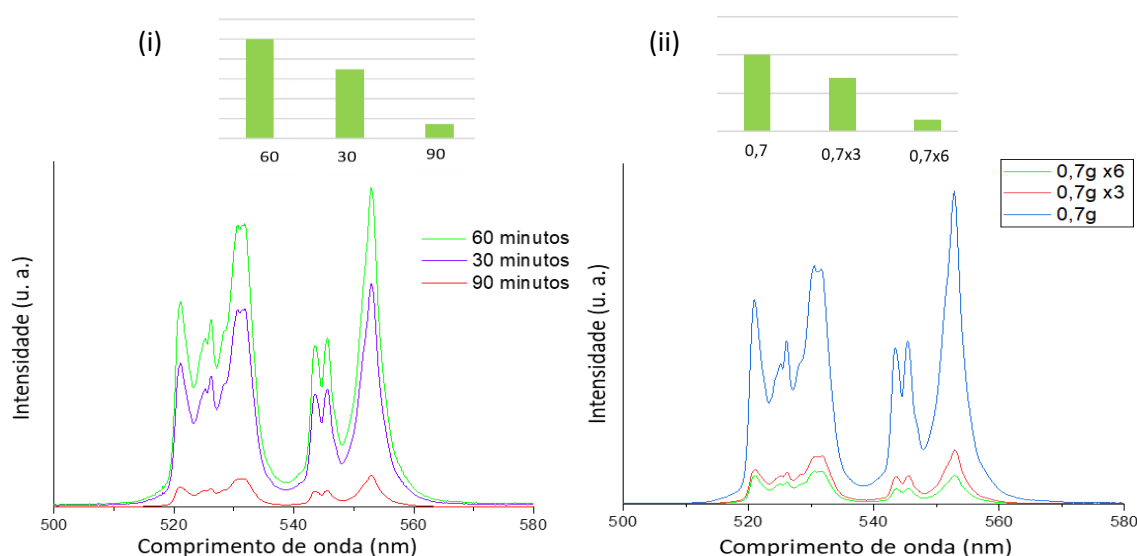 (i)
60 30 90
60 minutos
30 minutos
90 minutos
Intensidade (u. a.)
500 520 540 560 580
Comprimento de onda (nm)
(ii)
0,7 0,7x3 0,7x6
0,7g x6
0,7g x3
0,7g
Intensidade (u. a.)
500 520 540 560 580
Comprimento de onda (nm)